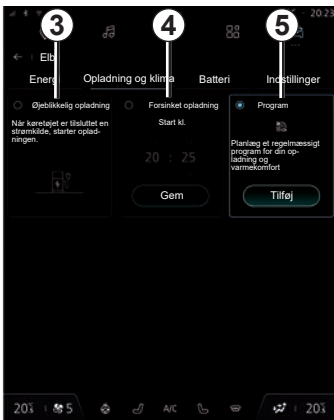 3 4 5
20:23
← Elb
Energi Opladning og klima Batteri Indstillinger
Øjeblikkelig opladning
Når køretøjet er tilsluttet en
strømkilde, starter oplad-
ningen.
Forsinket opladning
Start kl.
20 : 25
Gem
Program
Planlæg et regelmæssigt
program for din op-
ladning og
varmekomfort
Tilføj
5 A/C